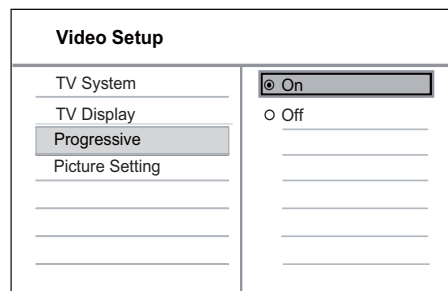 Video Setup
TV System
TV Display
Progressive
Picture Setting
On
Off